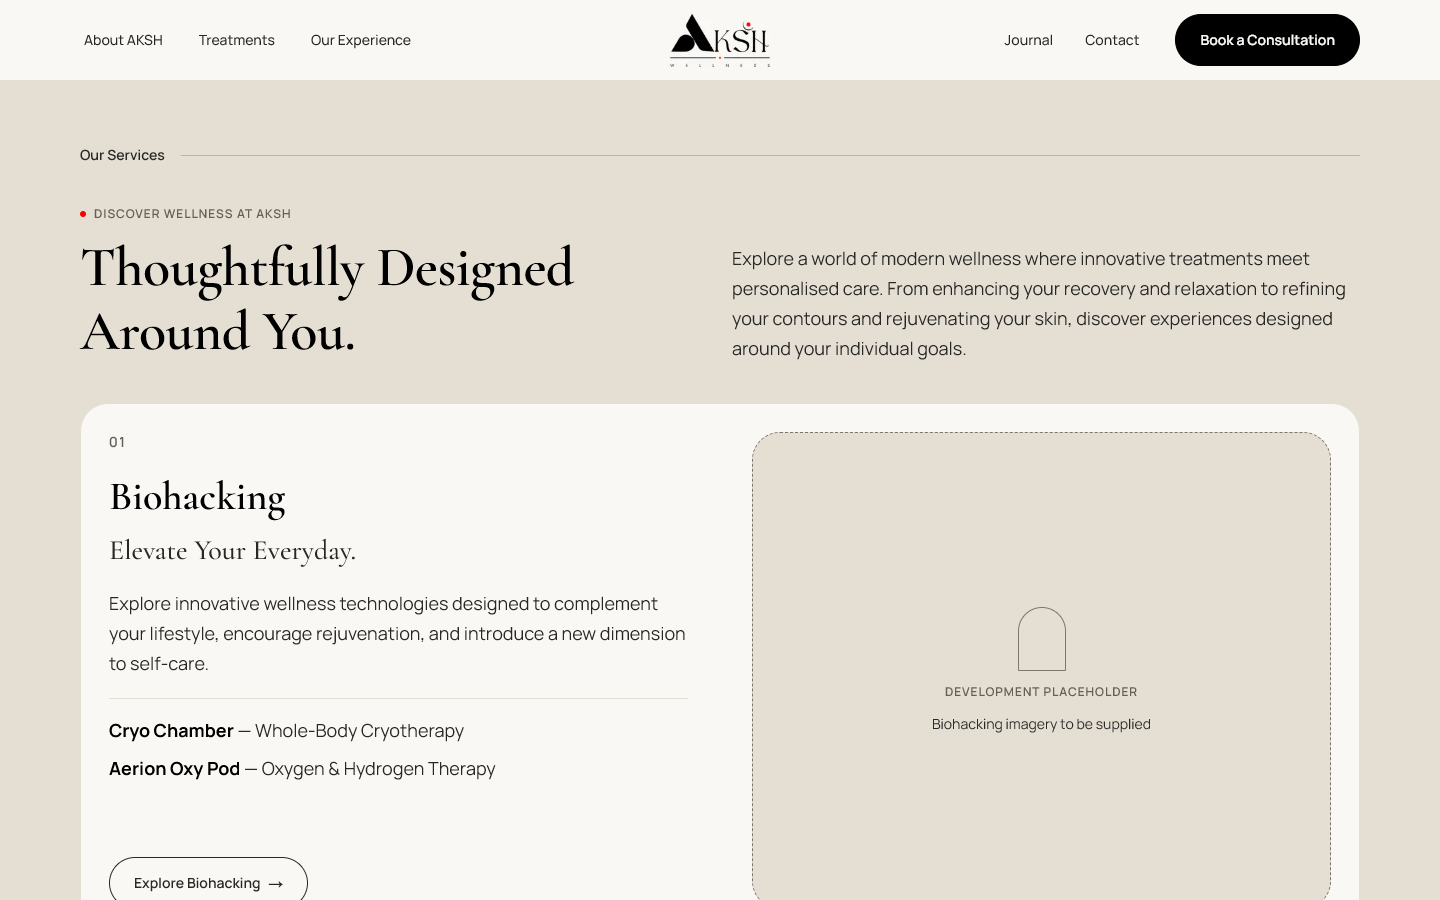 About AKSH
Treatments
Our Experience
AKSH
WELLNESS
Journal
Contact
Book a Consultation
Our Services
DISCOVER WELLNESS AT AKSH
Thoughtfully Designed
Around You.
Explore a world of modern wellness where innovative treatments meet
personalised care. From enhancing your recovery and relaxation to refining
your contours and rejuvenating your skin, discover experiences designed
around your individual goals.
01
Biohacking
Elevate Your Everyday.
Explore innovative wellness technologies designed to complement
your lifestyle, encourage rejuvenation, and introduce a new dimension
to self-care.
Cryo Chamber — Whole-Body Cryotherapy
Aerion Oxy Pod — Oxygen & Hydrogen Therapy
Explore Biohacking →
DEVELOPMENT PLACEHOLDER
Biohacking imagery to be supplied